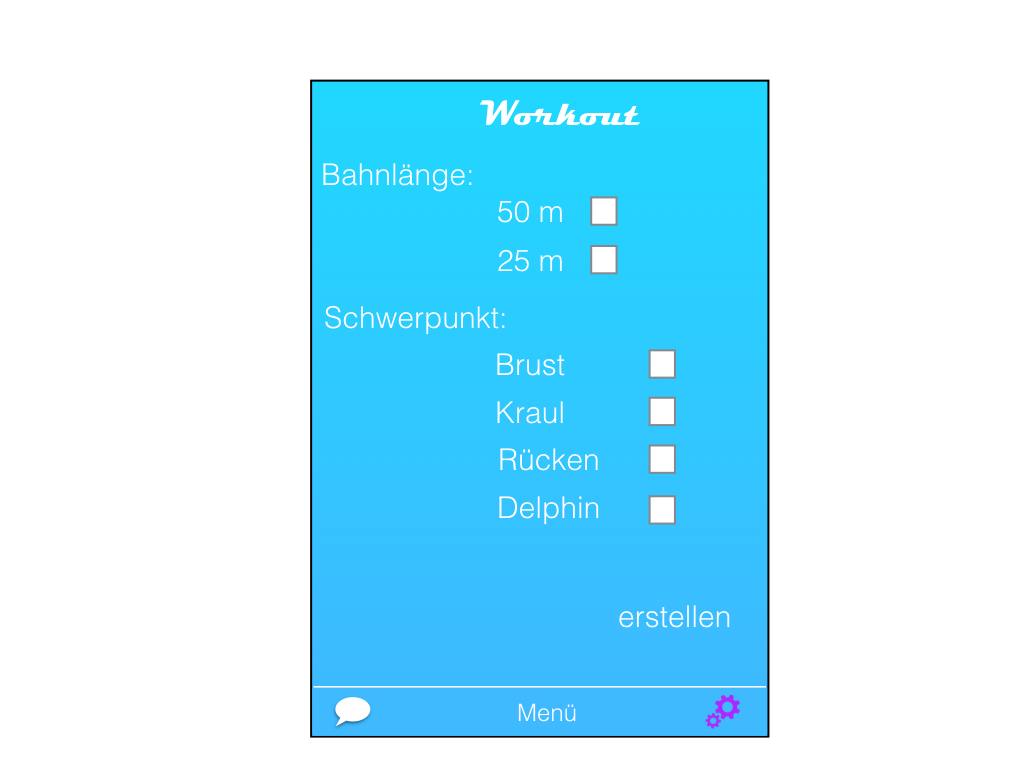 Workout
Bahnlänge:
50 m
25 m
Schwerpunkt:
Brust
Kraul
Rücken
Delphin
erstellen
Menü